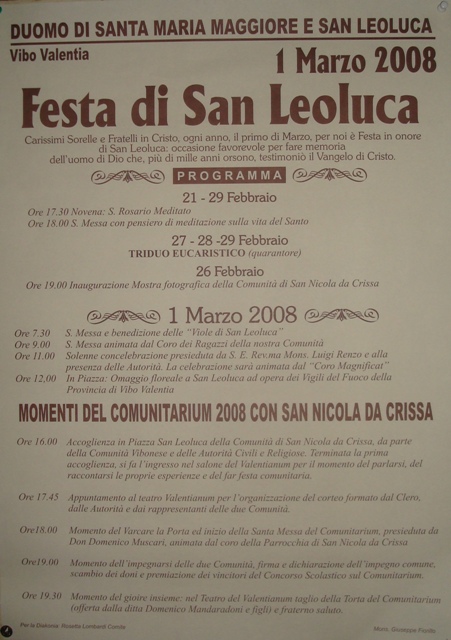 DUOMO DI SANTA MARIA MAGGIORE E SAN LEOLUCA
Vibo Valentia
1 Marzo 2008
Festa di San Leoluca
Carissimi Sorelle e Fratelli in Cristo, ogni anno, il primo di Marzo, per noi è Festa in onore
di San Leoluca: occasione favorevole per fare memoria
dell'uomo di Dio che, più di mille anni orsono, testimoniò il Vangelo di Cristo.
PROGRAMMA
21 - 29 Febbraio
Ore 17.30 Novena: S. Rosario Meditato
Ore 18.00 S. Messa con pensiero di meditazione sulla vita del Santo
27 - 28 -29 Febbraio
TRIDUO EUCARISTICO (quarantore)
26 Febbraio
Ore 19.00 Inaugurazione Mostra fotografica della Comunità di San Nicola da Crissa
1 Marzo 2008
Ore 7.30 S. Messa e benedizione delle "Viole di San Leoluca"
Ore 9.00 S. Messa animata dal Coro dei Ragazzi della nostra Comunità
Ore 11.00 Solenne concelebrazione presieduta da S. E. Rev.ma Mons. Luigi Renzo e alla
presenza delle Autorità. La celebrazione sarà animata dal "Coro Magnificat"
Ore 12,00 In Piazza: Omaggio floreale a San Leoluca ad opera dei Vigili del Fuoco della
Provincia di Vibo Valentia
MOMENTI DEL COMUNITARIUM 2008 CON SAN NICOLA DA CRISSA
Ore 16.00 Accoglienza in Piazza San Leoluca della Comunità di San Nicola da Crissa, da parte
della Comunità Vibonese e delle Autorità Civili e Religiose. Terminata la prima
accoglienza, si fa l'ingresso nel salone del Valentianum per il momento del parlarsi, del
raccontarsi le proprie esperienze e del far festa comunitaria.
Ore 17.45 Appuntamento al teatro Valentianum per l'organizzazione del corteo formato dal Clero,
dalle Autorità e dai rappresentanti delle due Comunità.
Ore18.00 Momento del Varcare la Porta ed inizio della Santa Messa del Comunitarium, presieduta da
Don Domenico Muscari, animata dal coro della Parrocchia di San Nicola da Crissa
Ore19.00 Momento dell'impegnarsi delle due Comunità, firma e dichiarazione dell'impegno comune,
scambio dei doni e premiazione dei vincitori del Concorso Scolastico sul Comunitarium.
Ore 19.30 Momento del gioire insieme: nel Teatro del Valentianum taglio della Torta del Comunitarium
(offerta dalla ditta Domenico Mandaradoni e figli) e fraterno saluto.
Per la Diakonia Rosetta Lombardi Comite
Mons. Giuseppe Fiorillo